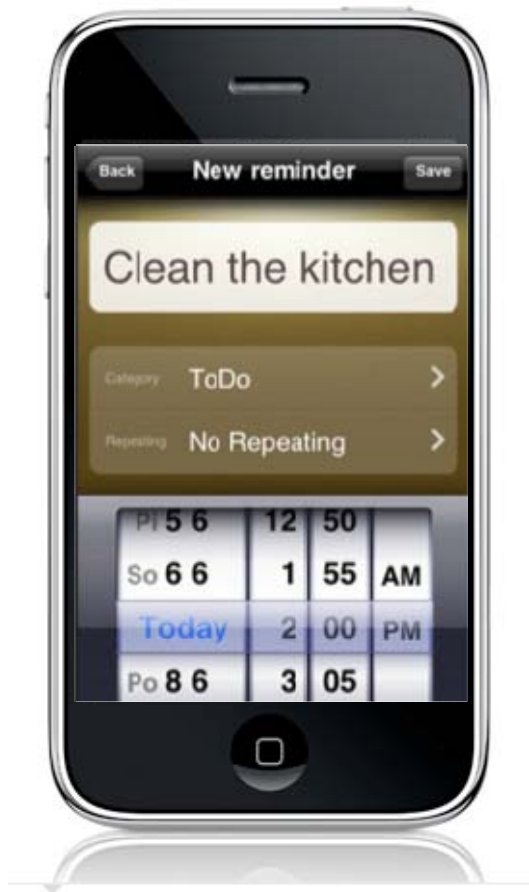 Back New reminder Save
Clean the kitchen
Category ToDo
Repeating No Repeating
Pi 5 6 12 50
So 6 6 1 55 AM
Today 2 00 PM
Po 8 6 3 05